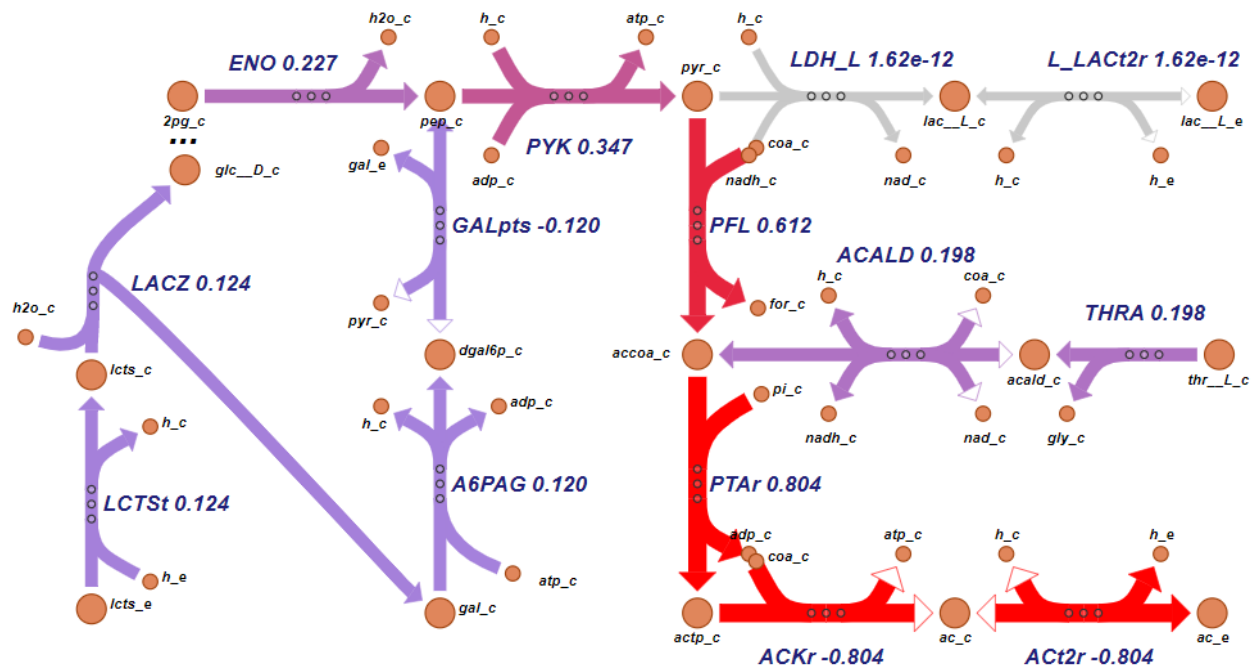 h2o_c
h_c
atp_c
h_c
ENO 0.227
LDH_L 1.62e-12
L_LACt2r 1.62e-12
pyr_c
2pg_c
pep_c
lac__L_c
lac__L_e
...
PYK 0.347
coa_c
gal_e
adp_c
nadh_c
nad_c
h_c
h_e
glc__D_c
GALpts -0.120
PFL 0.612
ACALD 0.198
LACZ 0.124
h_c
coa_c
h2o_c
pyr_c
for_c
THRA 0.198
lcts_c
dgal6p_c
accoa_c
acald_c
thr__L_c
pi_c
h_c
h_c
adp_c
nadh_c
nad_c
gly_c
LCTSt 0.124
A6PAG 0.120
PTAr 0.804
adp_c
coa_c
atp_c
h_c
h_e
h_e
atp_c
lcts_e
gal_c
actp_c
ac_c
ac_e
ACKr -0.804
ACt2r -0.804